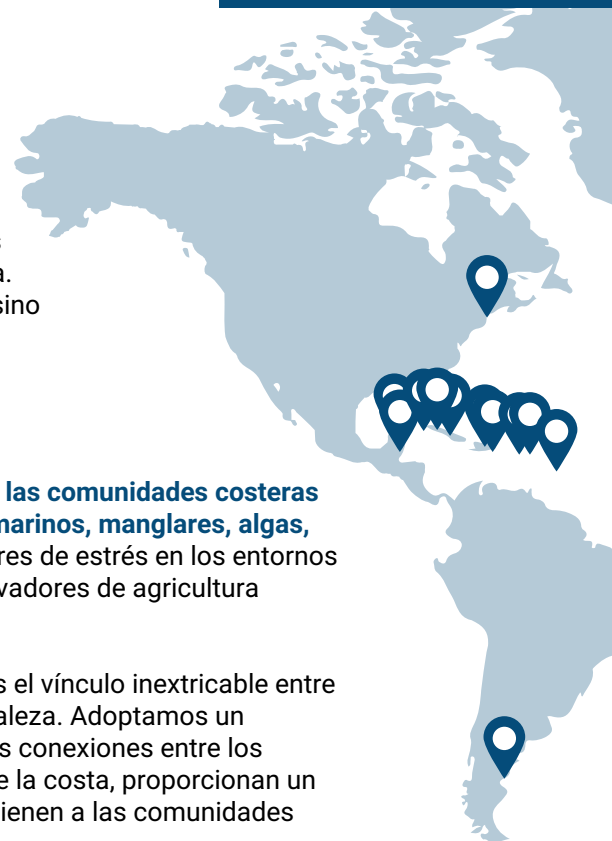 a.
sino
las comunidades costeras
marinos, manglares, algas,
res de estrés en los entornos
vadores de agricultura
s el vínculo inextricable entre
aleza. Adoptamos un
s conexiones entre los
e la costa, proporcionan un
tienen a las comunidades